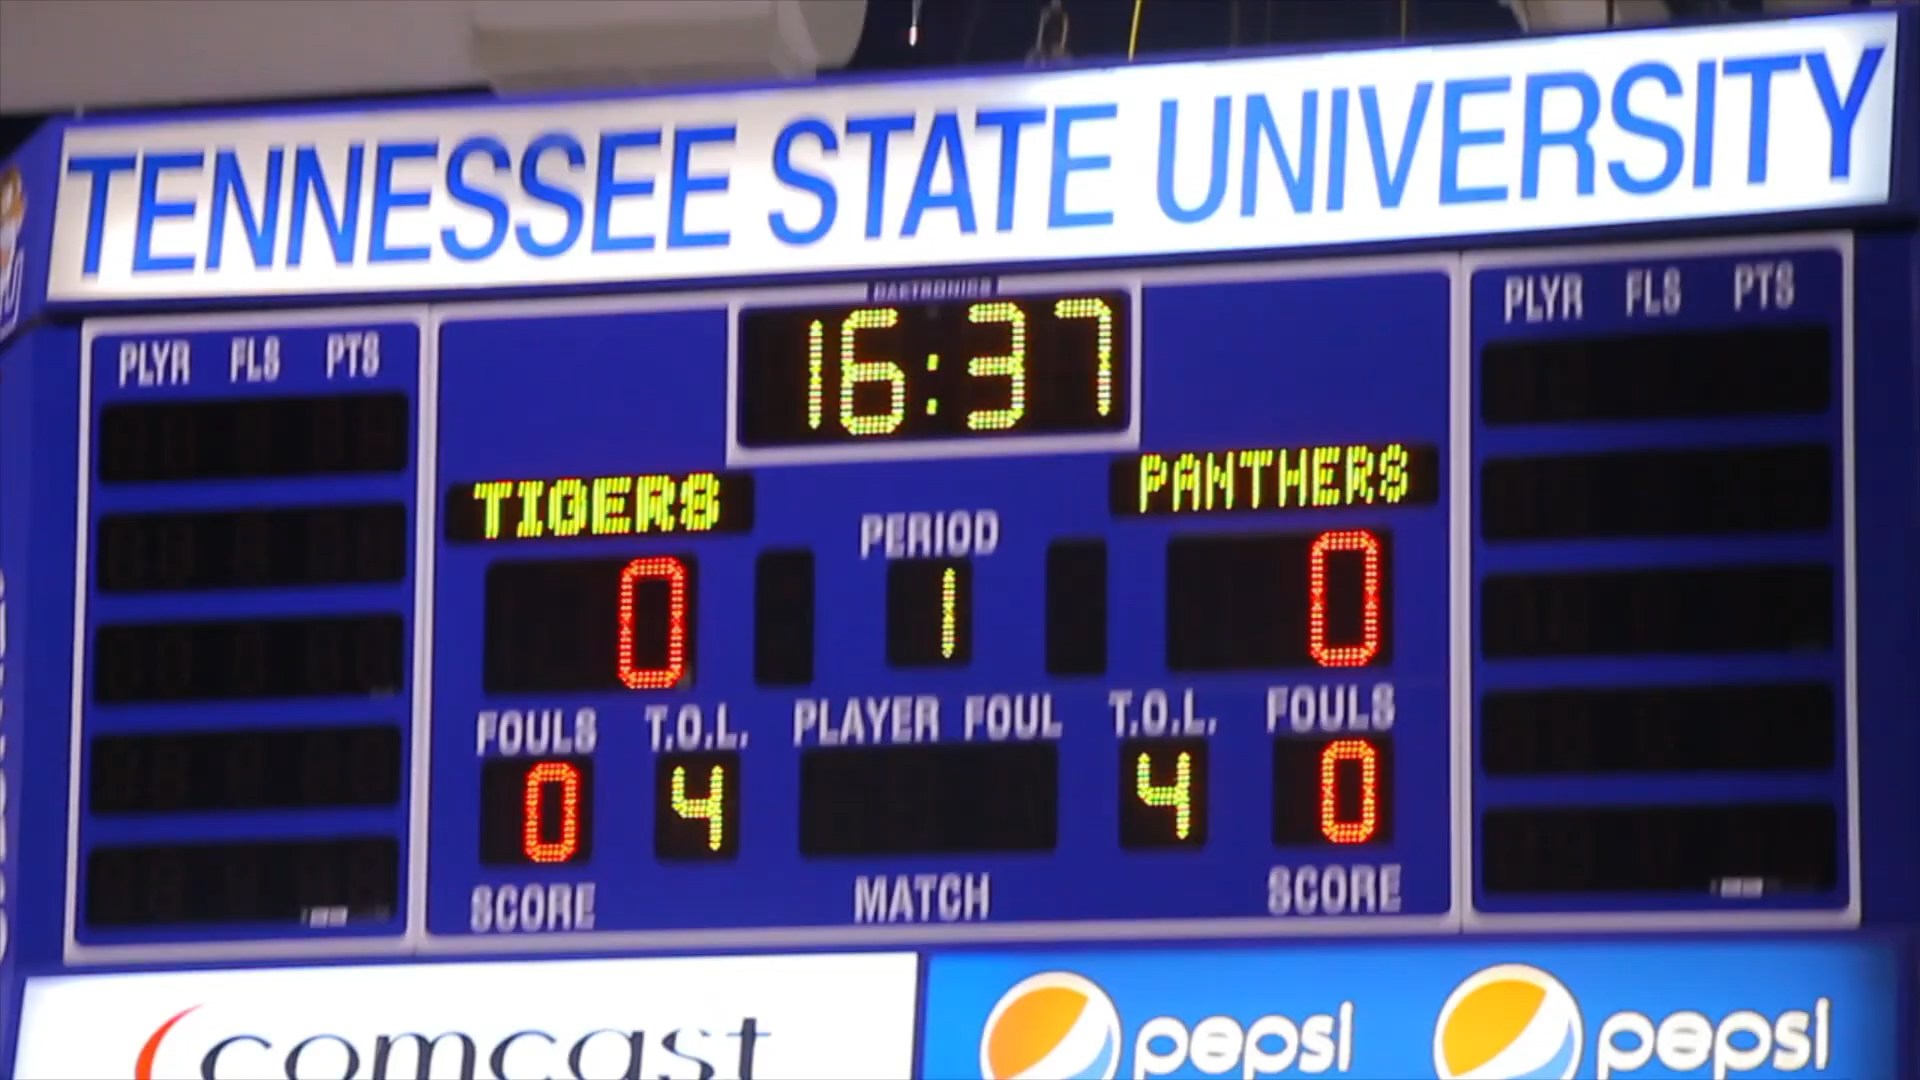 TENNESSEE STATE UNIVERSITY
DAKTRONICS
16:37
PLYR FLS PTS
PLYR FLS PTS
TIGERS
PANTHERS
PERIOD
0
1
0
FOULS T.O.L. PLAYER FOUL T.O.L. FOULS
0 4 4 0
SCORE MATCH SCORE
comcast
pepsi
pepsi